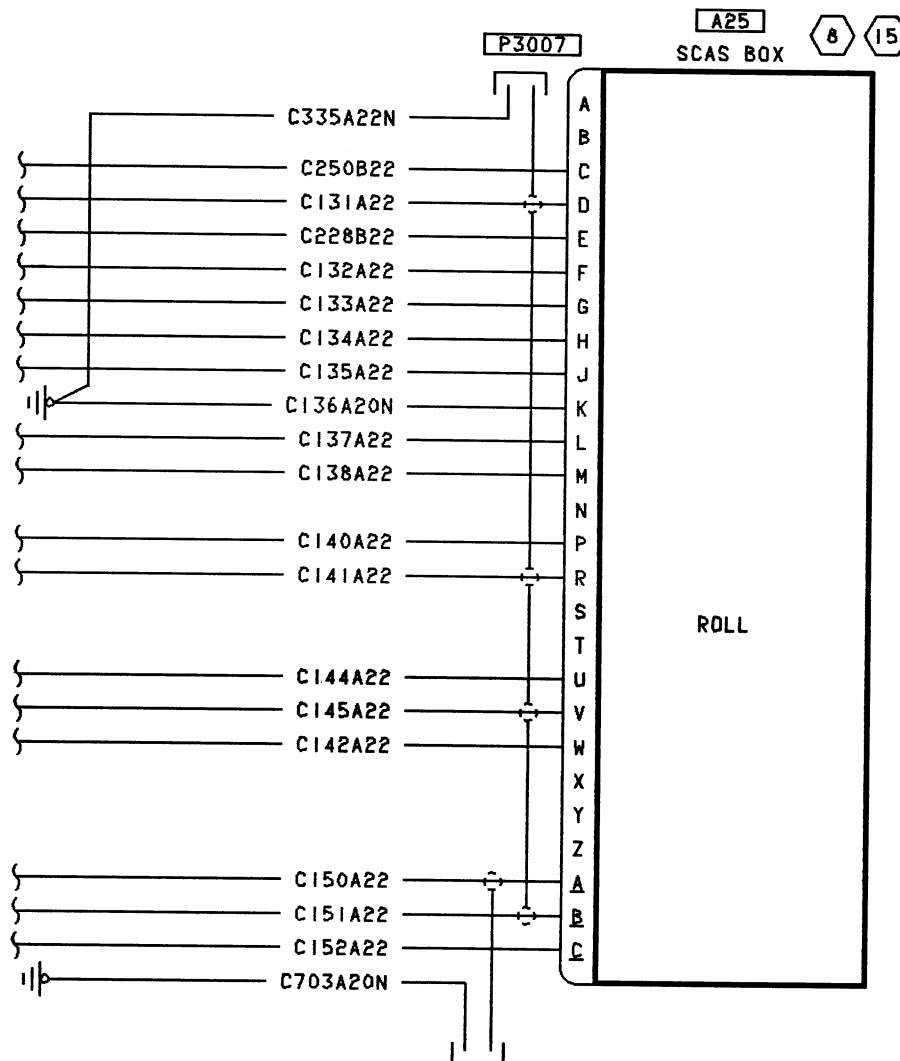 A25
8
15
P3007
SCAS BOX
C335A22N
A
B
C250B22
C
C131A22
D
C228B22
E
C132A22
F
C133A22
G
C134A22
H
C135A22
J
C136A20N
K
C137A22
L
C138A22
M
N
C140A22
P
C141A22
R
S
ROLL
T
C144A22
U
C145A22
V
C142A22
W
X
Y
Z
C150A22
A
C151A22
B
C152A22
C
C703A20N